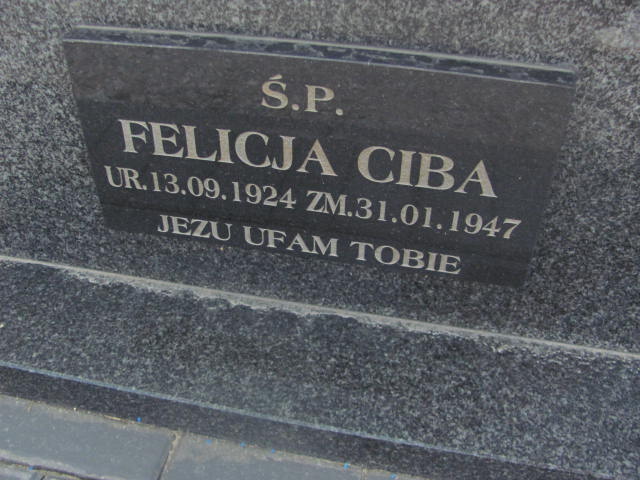 Ś.P.
FELICJA CIBA
UR.13.09.1924 ZM.31.01.1947
JEZU UFAM TOBIE